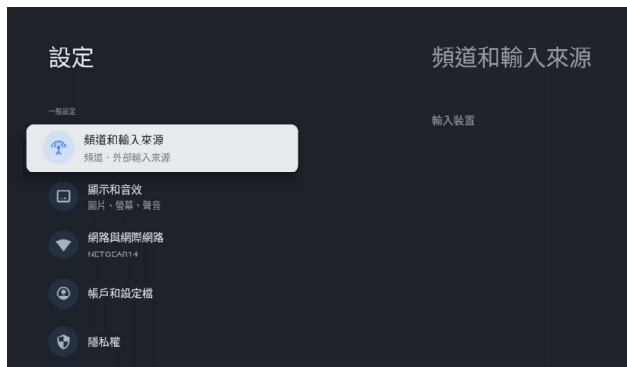 設定
一般設定
頻道和輸入來源
頻道、外部輸入來源
顯示和音效
圖片、螢幕、聲音
網路與網際網路
NETOCAR14
帳戶和設定檔
隱私權
頻道和輸入來源
輸入裝置